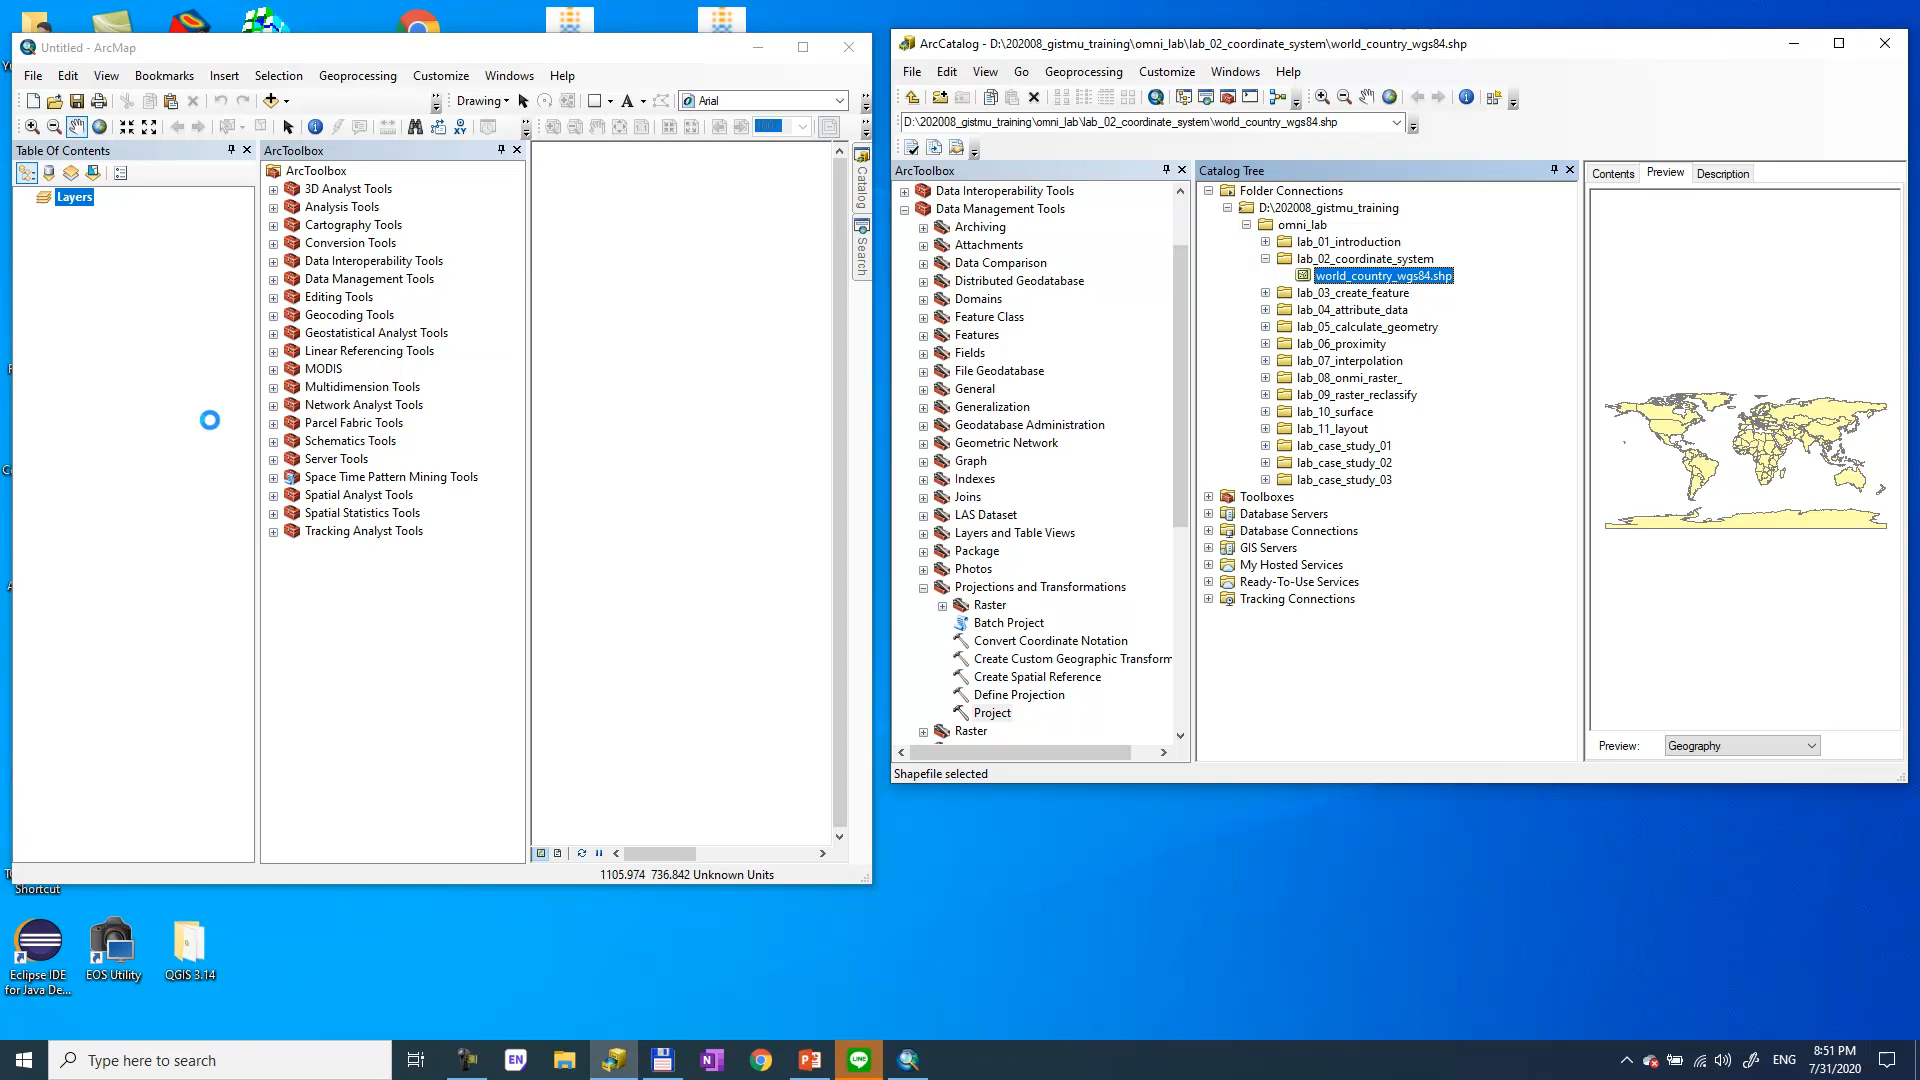 Untitled - ArcMap
File Edit View Bookmarks Insert Selection Geoprocessing Customize Windows Help
Drawing A Arial
XY
Table Of Contents
Layers
ArcToolbox
ArcToolbox
3D Analyst Tools
Analysis Tools
Cartography Tools
Conversion Tools
Data Interoperability Tools
Data Management Tools
Editing Tools
Geocoding Tools
Geostatistical Analyst Tools
Linear Referencing Tools
MODIS
Multidimension Tools
Network Analyst Tools
Parcel Fabric Tools
Schematics Tools
Server Tools
Space Time Pattern Mining Tools
Spatial Analyst Tools
Spatial Statistics Tools
Tracking Analyst Tools
Catalog
Search
1105.974 736.842 Unknown Units
ArcCatalog - D:\202008_gistmu_training\omni_lab\lab_02_coordinate_system\world_country_wgs84.shp
File Edit View Go Geoprocessing Customize Windows Help
D:\202008_gistmu_training\omni_lab\lab_02_coordinate_system\world_country_wgs84.shp
ArcToolbox
Data Interoperability Tools
Data Management Tools
Archiving
Attachments
Data Comparison
Distributed Geodatabase
Domains
Feature Class
Features
Fields
File Geodatabase
General
Generalization
Geodatabase Administration
Geometric Network
Graph
Indexes
Joins
LAS Dataset
Layers and Table Views
Package
Photos
Projections and Transformations
Raster
Batch Project
Convert Coordinate Notation
Create Custom Geographic Transform
Create Spatial Reference
Define Projection
Project
Raster
Catalog Tree
Folder Connections
D:\202008_gistmu_training
omni_lab
lab_01_introduction
lab_02_coordinate_system
world_country_wgs84.shp
lab_03_create_feature
lab_04_attribute_data
lab_05_calculate_geometry
lab_06_proximity
lab_07_interpolation
lab_08_onmi_raster_
lab_09_raster_reclassify
lab_10_surface
lab_11_layout
lab_case_study_01
lab_case_study_02
lab_case_study_03
Toolboxes
Database Servers
Database Connections
GIS Servers
My Hosted Services
Ready-To-Use Services
Tracking Connections
Contents Preview Description
Preview: Geography
Shapefile selected
Shortcut
Eclipse IDE
for Java De...
EOS Utility
QGIS 3.14
Type here to search
EN
LINE
ENG
8:51 PM
7/31/2020